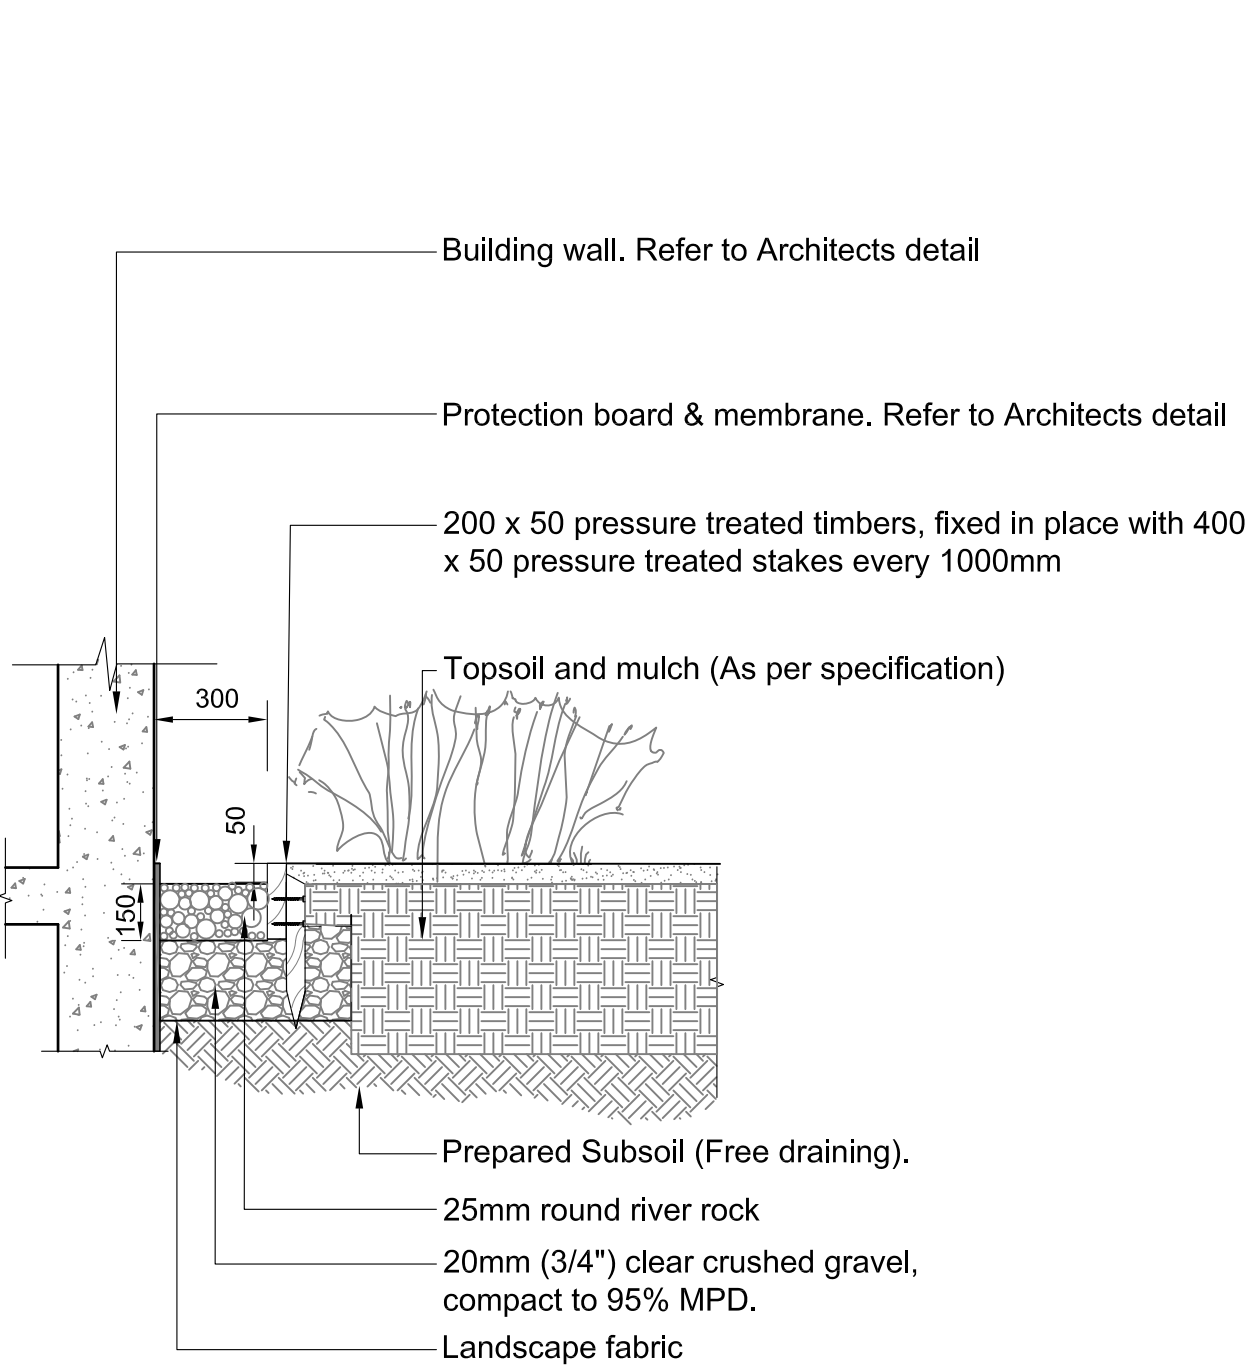 Building wall. Refer to Architects detail
Protection board & membrane. Refer to Architects detail
200 x 50 pressure treated timbers, fixed in place with 400
x 50 pressure treated stakes every 1000mm
Topsoil and mulch (As per specification)
300
50
150
Prepared Subsoil (Free draining).
25mm round river rock
20mm (3/4") clear crushed gravel,
compact to 95% MPD.
Landscape fabric